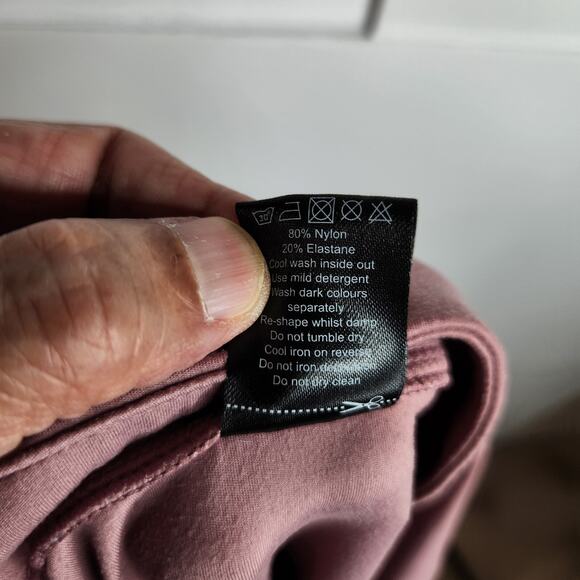 30°
80% Nylon
20% Elastane
Cool wash inside out
Use mild detergent
Wash dark colours
separately
Re-shape whilst damp
Do not tumble dry
Cool iron on reverse
Do not iron
Do not dry clean